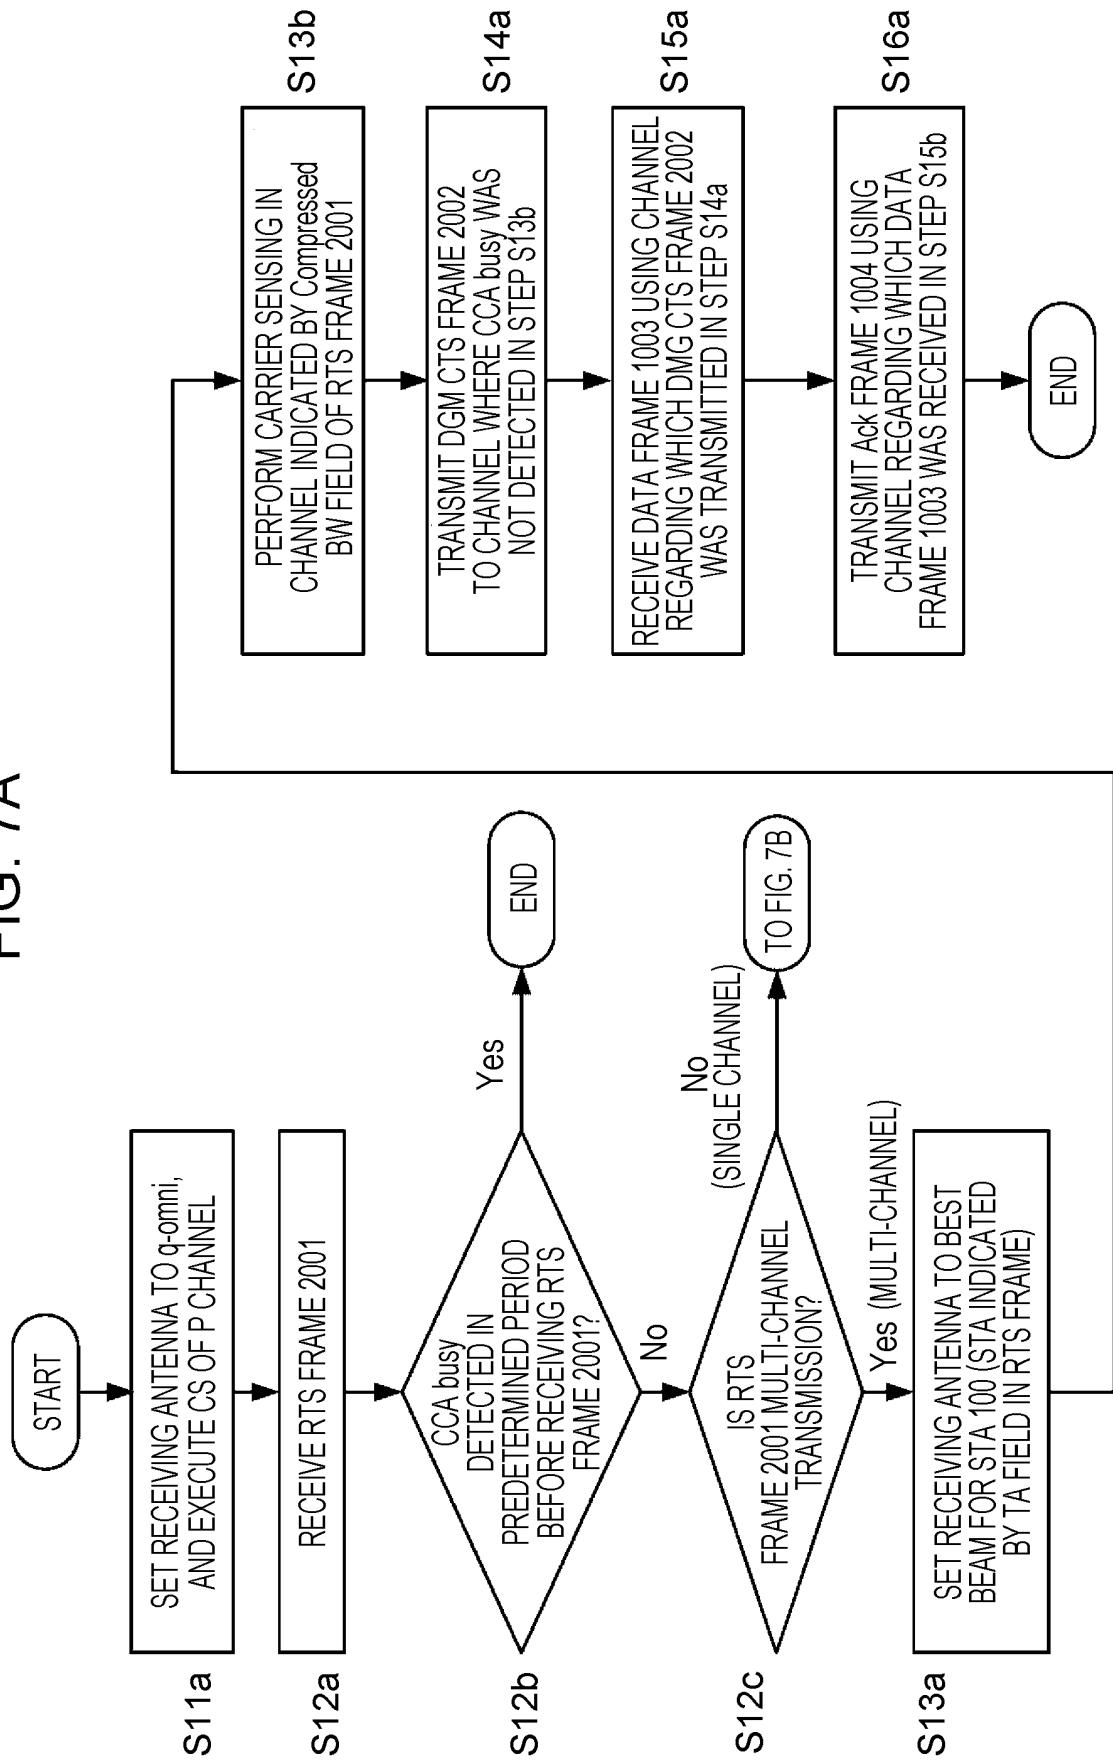 FIG. 7A
START
S11a
SET RECEIVING ANTENNA TO q-omni,
AND EXECUTE CS OF P CHANNEL
S12a
RECEIVE RTS FRAME 2001
S12b
CCA busy
DETECTED IN
PREDETERMINED PERIOD
BEFORE RECEIVING RTS
FRAME 2001?
Yes
END
No
S12c
IS RTS
FRAME 2001 MULTI-CHANNEL
TRANSMISSION?
No
(SINGLE CHANNEL)
TO FIG. 7B
Yes (MULTI-CHANNEL)
S13a
SET RECEIVING ANTENNA TO BEST
BEAM FOR STA 100 (STA INDICATED
BY TA FIELD IN RTS FRAME)
PERFORM CARRIER SENSING IN
CHANNEL INDICATED BY Compressed
BW FIELD OF RTS FRAME 2001
S13b
TRANSMIT DGM CTS FRAME 2002
TO CHANNEL WHERE CCA busy WAS
NOT DETECTED IN STEP S13b
S14a
RECEIVE DATA FRAME 1003 USING CHANNEL
REGARDING WHICH DMG CTS FRAME 2002
WAS TRANSMITTED IN STEP S14a
S15a
TRANSMIT Ack FRAME 1004 USING
CHANNEL REGARDING WHICH DATA
FRAME 1003 WAS RECEIVED IN STEP S15b
S16a
END